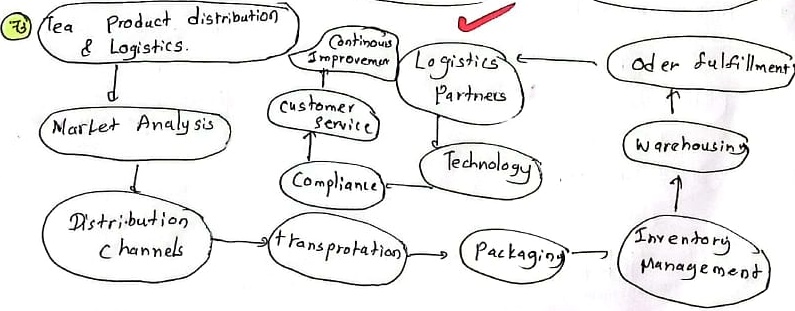 Tea Product distribution
& Logistics.
Market Analysis
Distribution
Channels
transprotation
Packaging
Inventory
Management
Warehousing
Oder fulfillment
Logistics
Partners
Technology
Compliance
Customer
Service
Continous
Improvemen